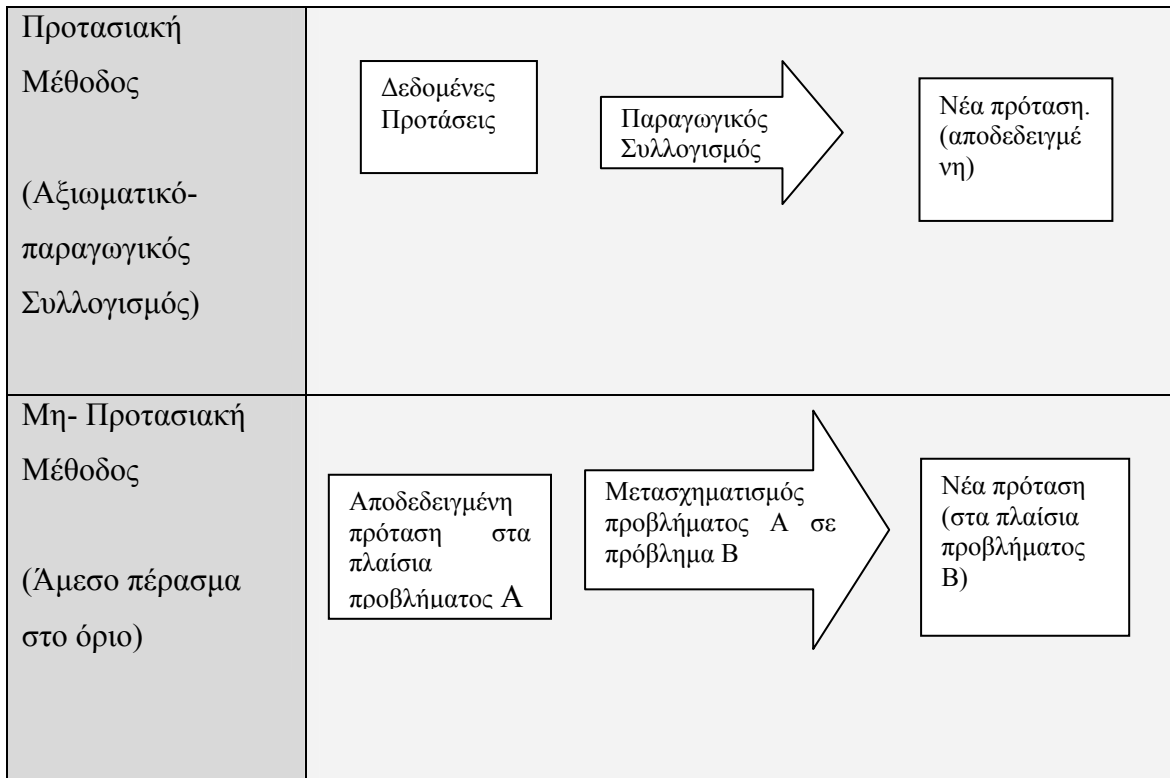 Προτασιακή
Μέθοδος
(Αξιωματικό-
παραγωγικός
Συλλογισμός)
Δεδομένες
Προτάσεις
Παραγωγικός
Συλλογισμός
Νέα πρόταση.
(αποδεδειγμέ
νη)
Μη- Προτασιακή
Μέθοδος
(Άμεσο πέρασμα
στο όριο)
Αποδεδειγμένη
πρόταση στα
πλαίσια
προβλήματος Α
Μετασχηματισμός
προβλήματος Α σε
πρόβλημα Β
Νέα πρόταση
(στα πλαίσια
προβλήματος
Β)